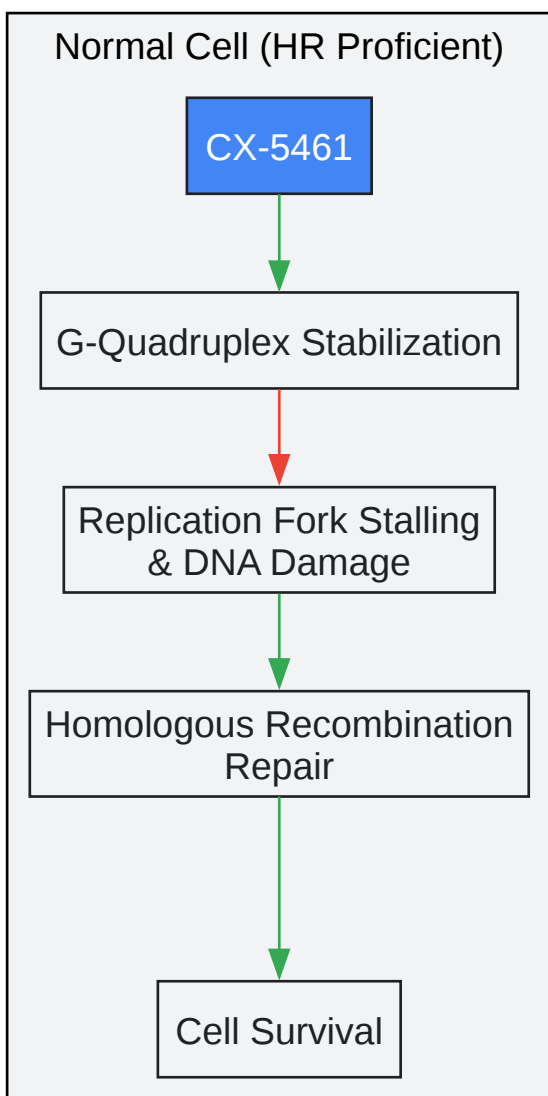 Normal Cell (HR Proficient)
CX-5461
G-Quadruplex Stabilization
Replication Fork Stalling
& DNA Damage
Homologous Recombination
Repair
Cell Survival